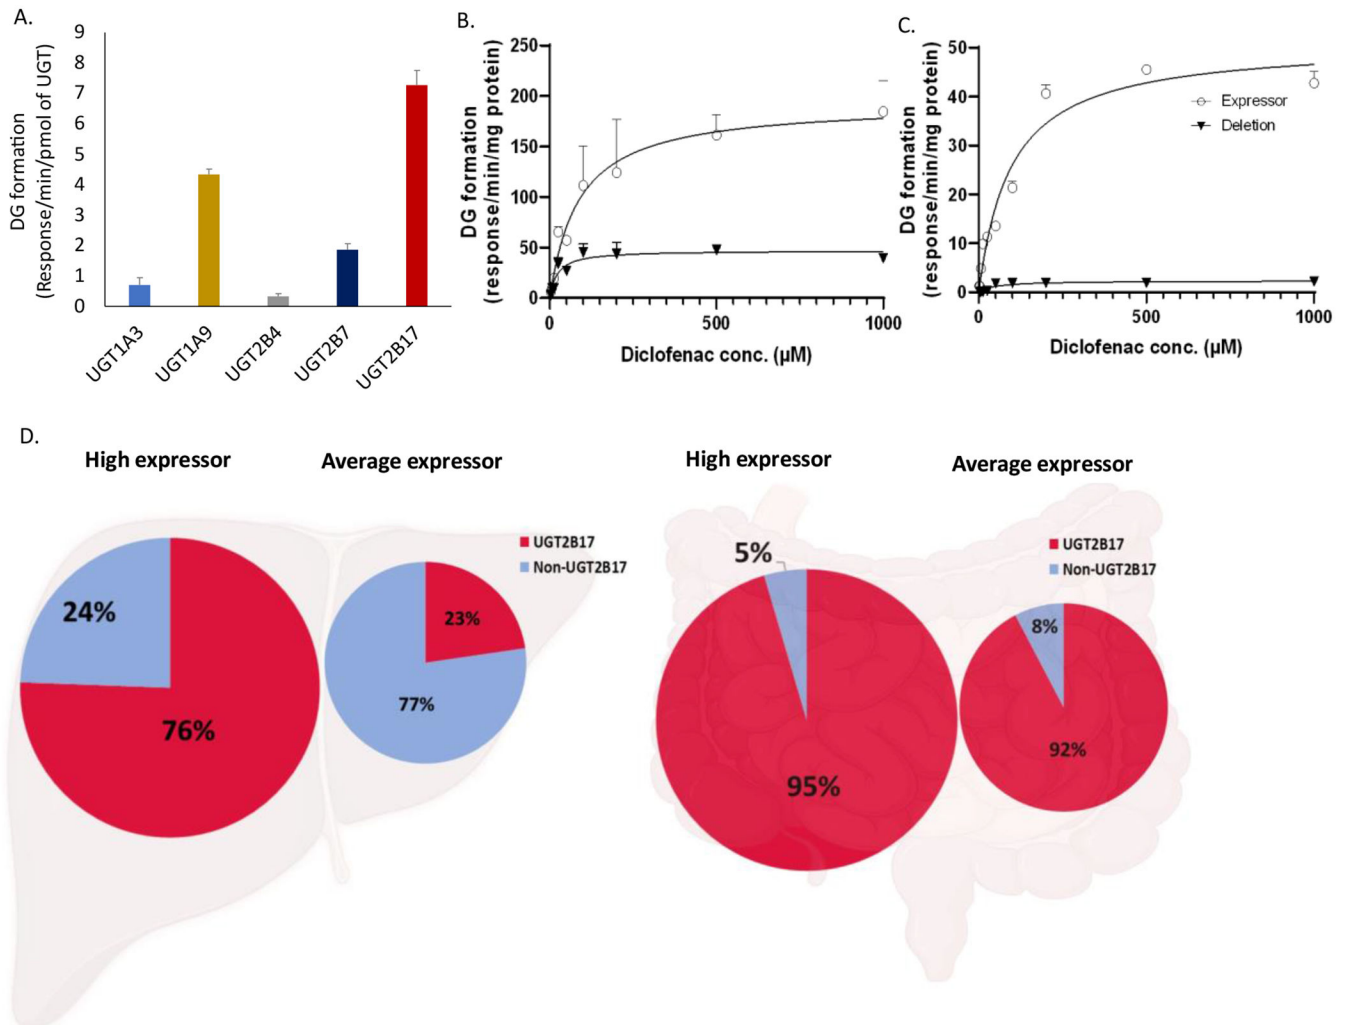 A.
DG formation
(Response/min/pmol of UGT)
9
8
7
6
5
4
3
2
1
0
UGT1A3
UGT1A9
UGT2B4
UGT2B7
UGT2B17
B.
DG formation
(response/min/mg protein)
250
200
150
100
50
0
0
500
1000
Diclofenac conc. (µM)
C.
DG formation
(response/min/mg protein)
50
40
30
20
10
0
0
500
1000
Diclofenac conc. (µM)
Expressor
Deletion
D.
High expressor
Average expressor
24%
76%
23%
77%
UGT2B17
Non-UGT2B17
High expressor
Average expressor
5%
95%
8%
92%
UGT2B17
Non-UGT2B17